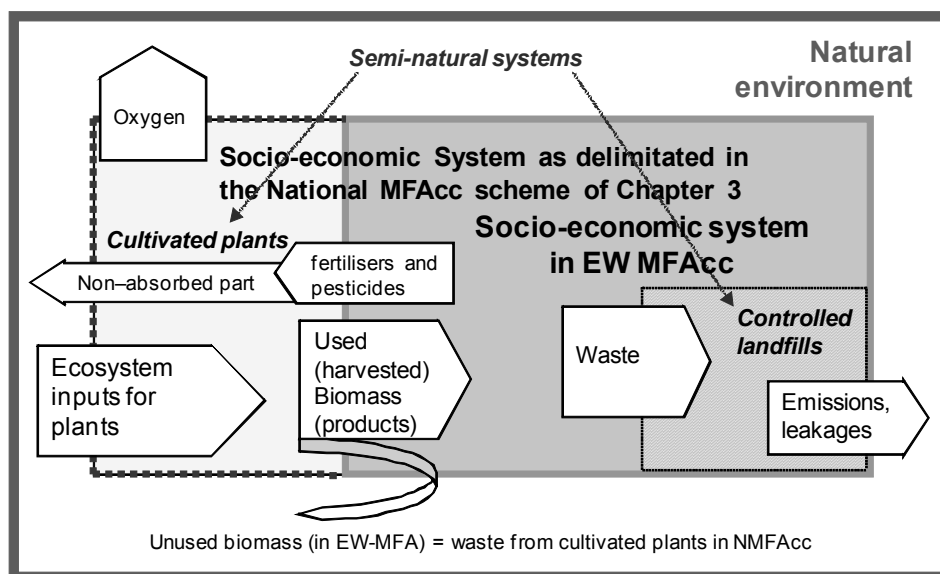 Semi-natural systems
Natural
environment
Oxygen
Socio-economic System as delimitated in
the National MFAcc scheme of Chapter 3
Socio-economic system
in EW MFAcc
Cultivated plants
Non–absorbed part
fertilisers and
pesticides
Ecosystem
inputs for
plants
Used
(harvested)
Biomass
(products)
Waste
Controlled
landfills
Emissions,
leakages
Unused biomass (in EW-MFA) = waste from cultivated plants in NMFAcc